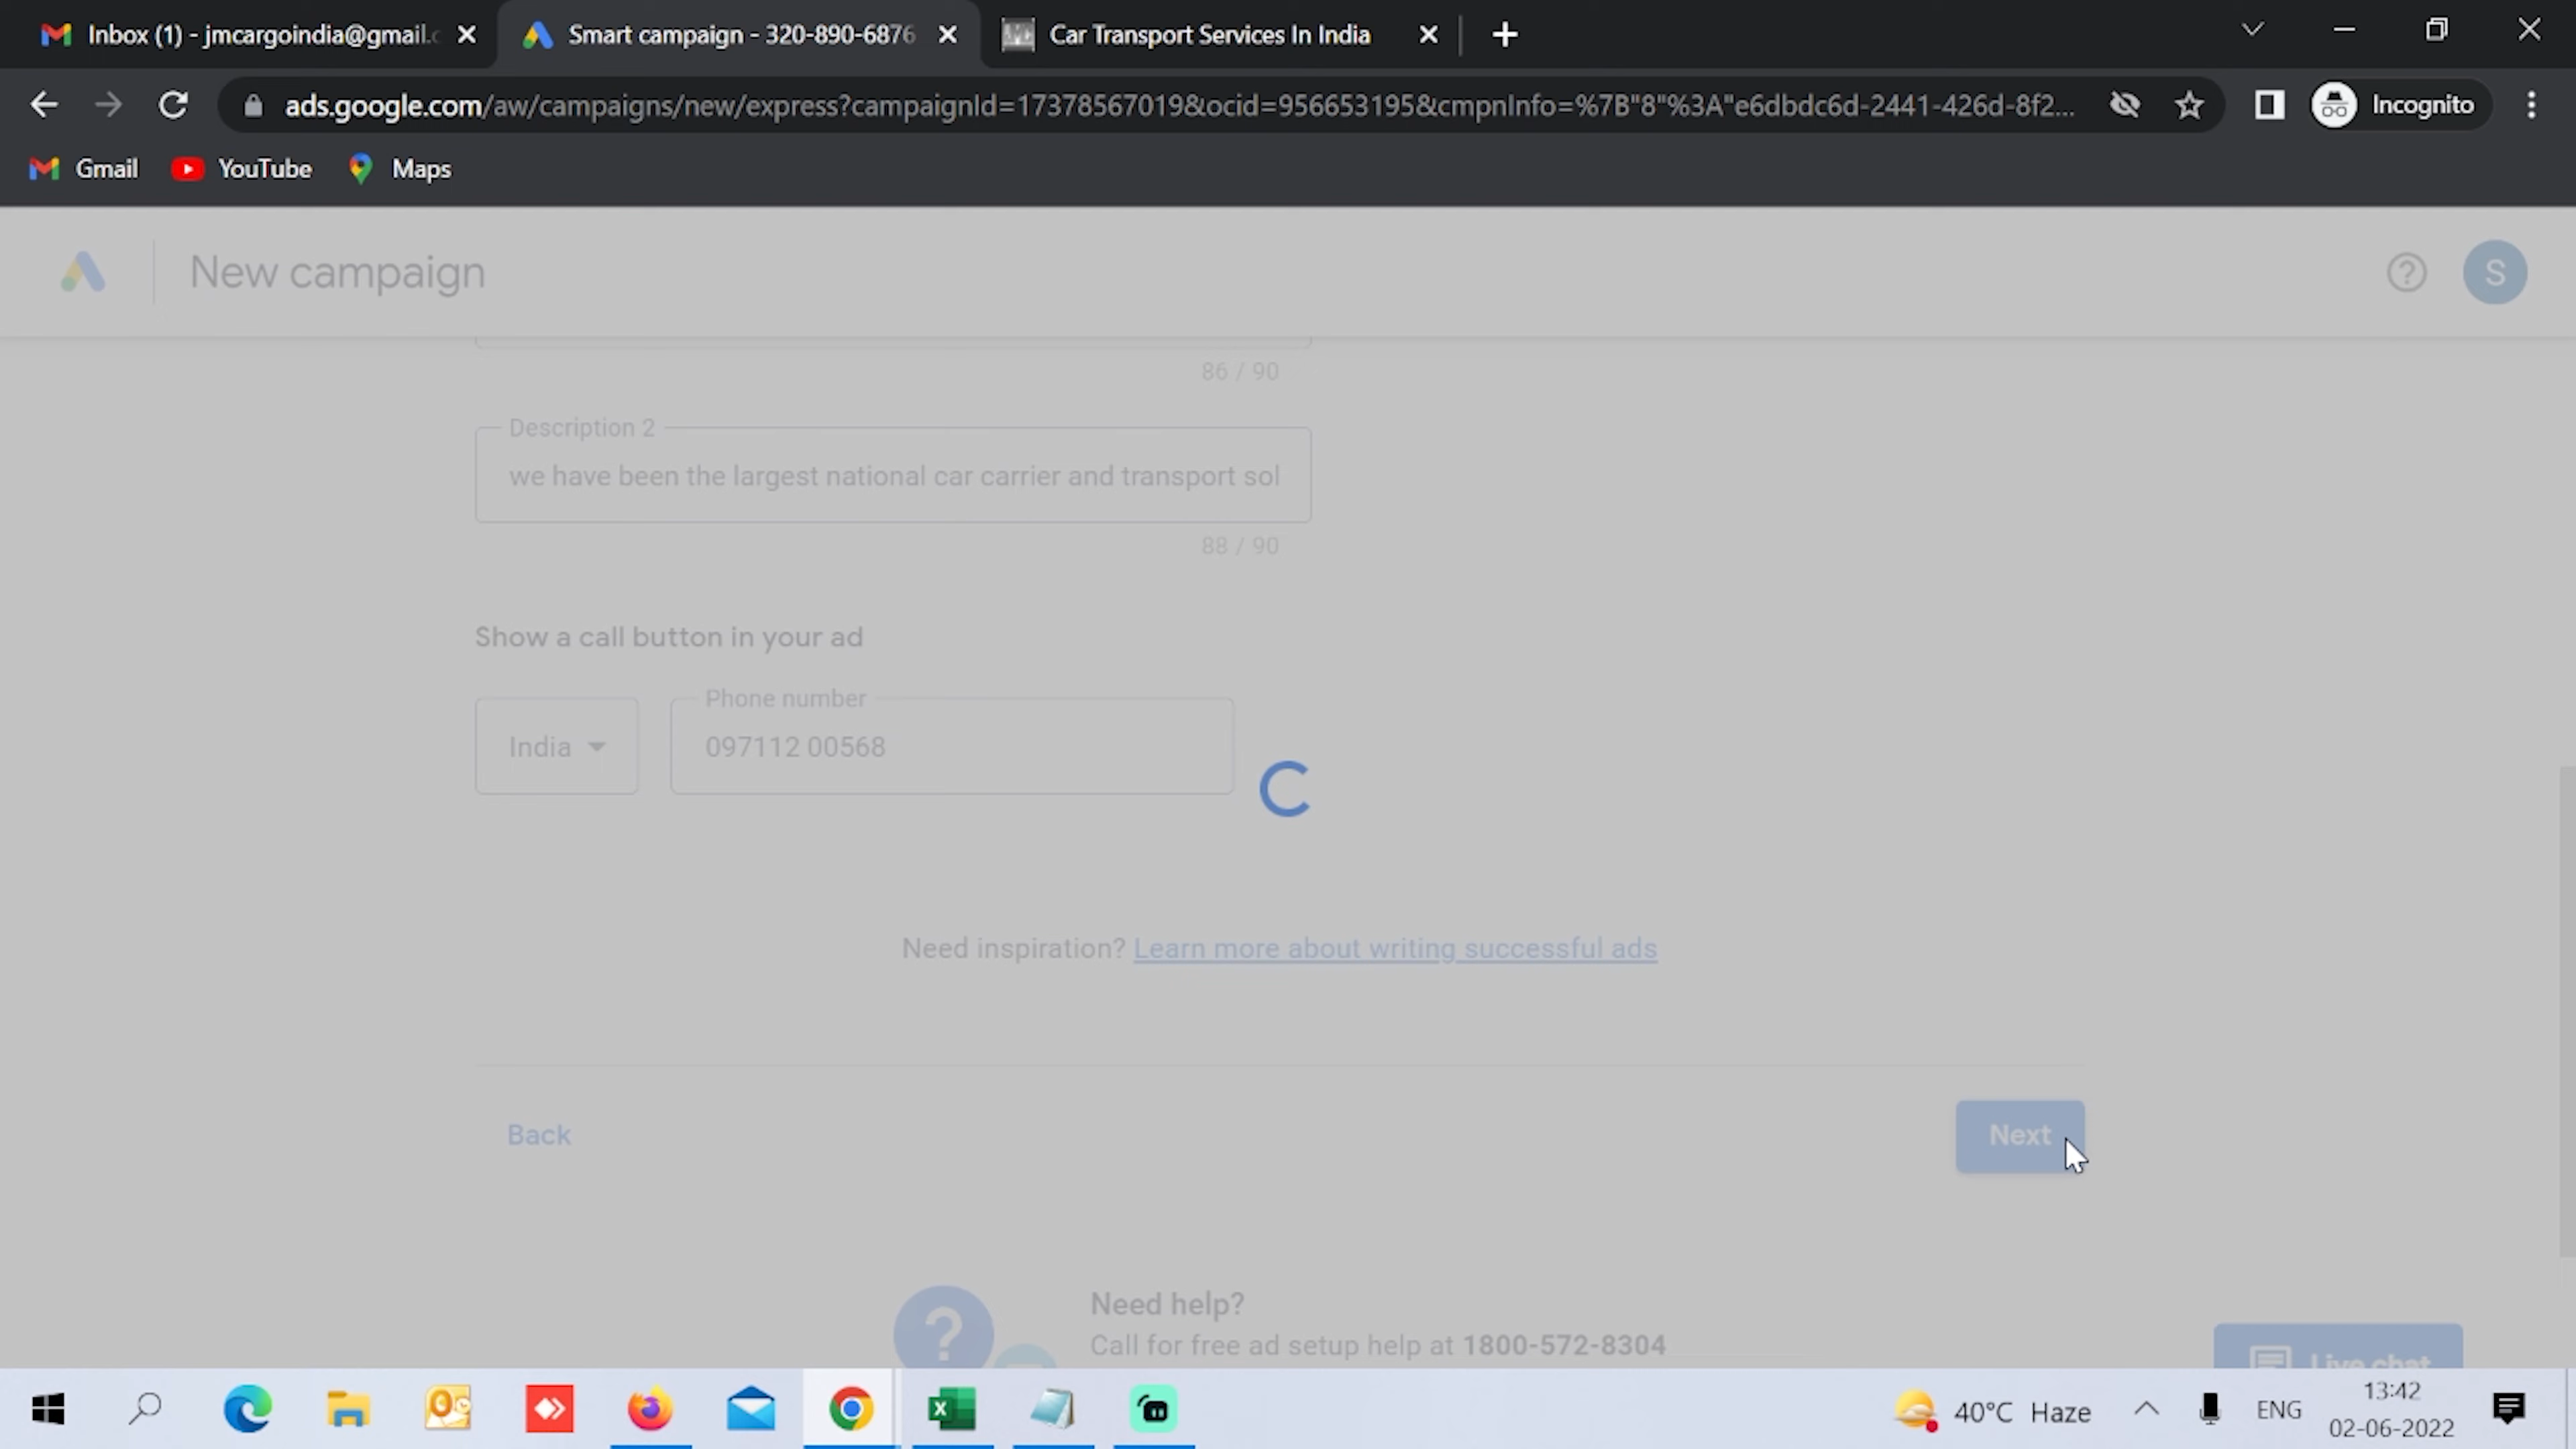 Inbox (1) - jmcargoindia@gmail.c
Smart campaign - 320-890-6876
Car Transport Services In India
ads.google.com/aw/campaigns/new/express?campaignId=17378567019&ocid=956653195&cmpnInfo=%7B"8"%3A"e6dbdc6d-2441-426d-8f2...
Incognito
Gmail
YouTube
Maps
New campaign
S
86 / 90
Description 2
we have been the largest national car carrier and transport sol
88 / 90
Show a call button in your ad
Phone number
India
097112 00568
Need inspiration? Learn more about writing successful ads
Back
Next
Need help?
Call for free ad setup help at 1800-572-8304
Live chat
40°C Haze
ENG
13:42
02-06-2022